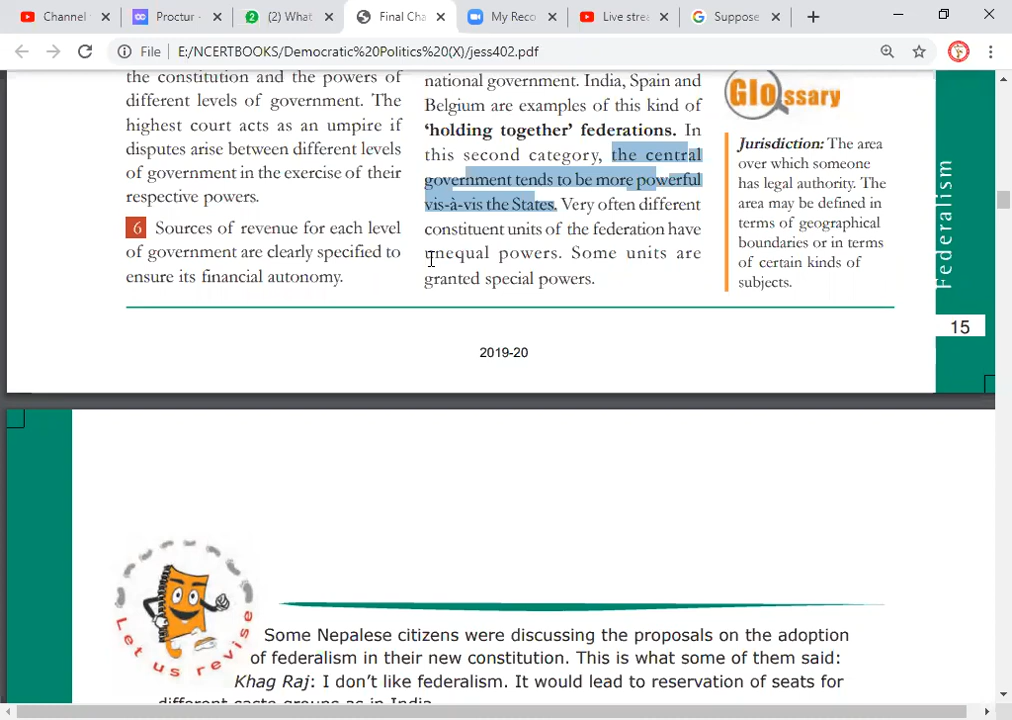 Channel
Proctur -
(2) What
Final Cha
My Reco
Live strea
Suppose
File | E:/NCERTBOOKS/Democratic%20Politics%20(X)/jess402.pdf
the constitution and the powers of
different levels of government. The
highest court acts as an umpire if
disputes arise between different levels
of government in the exercise of their
respective powers.
6 Sources of revenue for each level
of government are clearly specified to
ensure its financial autonomy.
national government. India, Spain and
Belgium are examples of this kind of
‘holding together’ federations. In
this second category, the central
government tends to be more powerful
vis-à-vis the States. Very often different
constituent units of the federation have
unequal powers. Some units are
granted special powers.
Glossary
Jurisdiction: The area
over which someone
has legal authority. The
area may be defined in
terms of geographical
boundaries or in terms
of certain kinds of
subjects.
Federalism
15
2019-20
Let us revise
Some Nepalese citizens were discussing the proposals on the adoption
of federalism in their new constitution. This is what some of them said:
Khag Raj: I don’t like federalism. It would lead to reservation of seats for
different caste groups as in India.